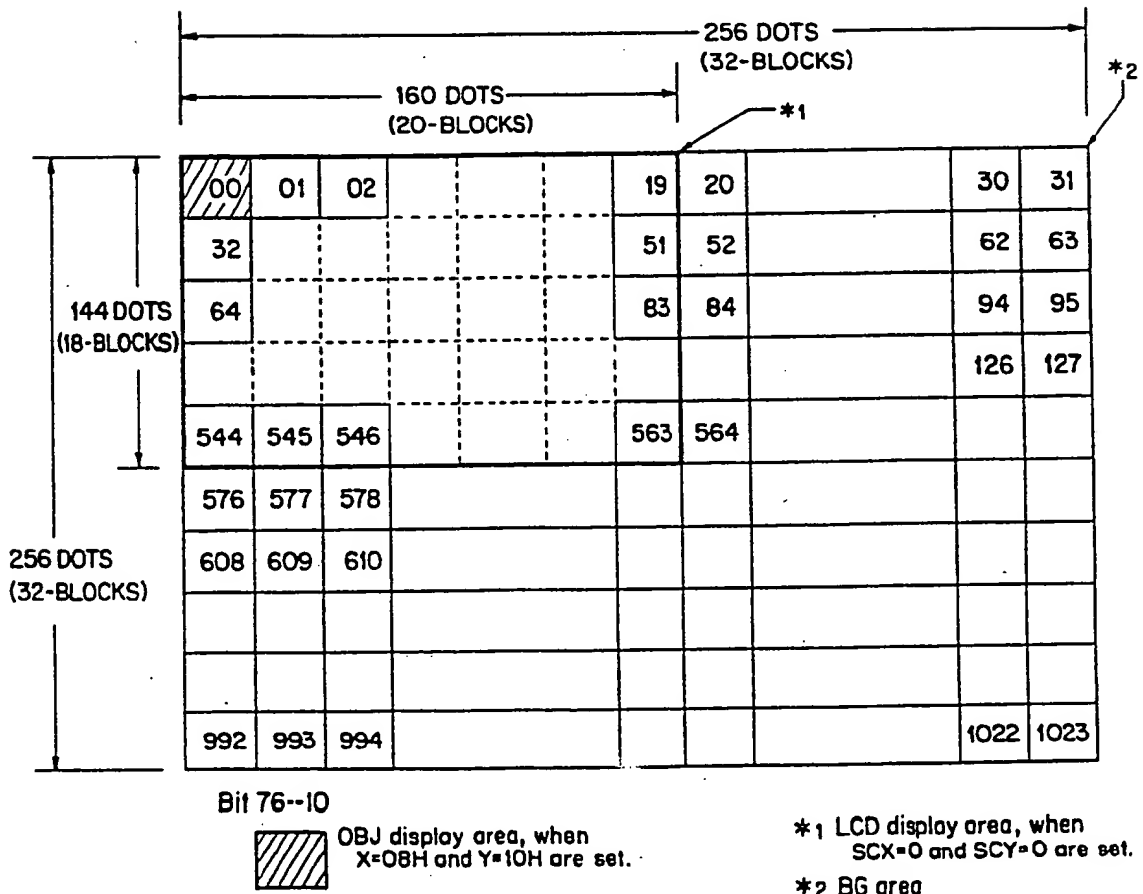 256 DOTS
(32-BLOCKS)
*2
160 DOTS
(20-BLOCKS)
*1
00 01 02 19 20 30 31
32 51 52 62 63
144 DOTS
(18-BLOCKS)
64 83 84 94 95
126 127
544 545 546 563 564
576 577 578
256 DOTS
(32-BLOCKS)
608 609 610
992 993 994 1022 1023
Bit 76--10
OBJ display area, when
X=08H and Y=10H are set.
*1 LCD display area, when
SCX=0 and SCY=0 are set.
*2 BG area